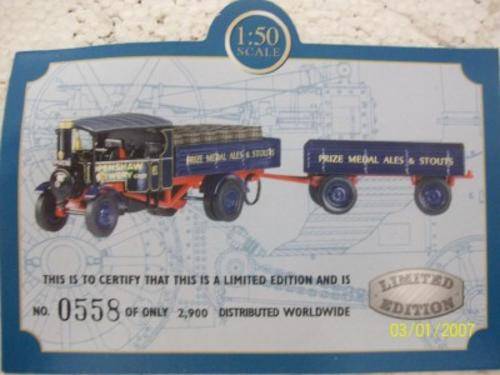 1:50
SCALE
PRIZE MEDAL ALES & STOUTS
PRIZE MEDAL ALES & STOUTS
THIS IS TO CERTIFY THAT THIS IS A LIMITED EDITION AND IS
NO. 0558 OF ONLY 2,900 DISTRIBUTED WORLDWIDE
LIMITED
EDITION
03/01/2007